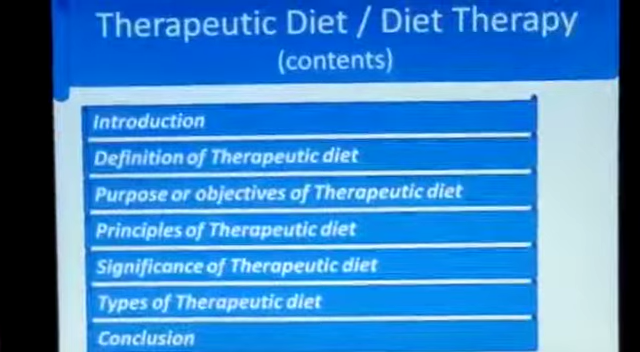 Therapeutic Diet / Diet Therapy
(contents)
Introduction
Definition of Therapeutic diet
Purpose or objectives of Therapeutic diet
Principles of Therapeutic diet
Significance of Therapeutic diet
Types of Therapeutic diet
Conclusion